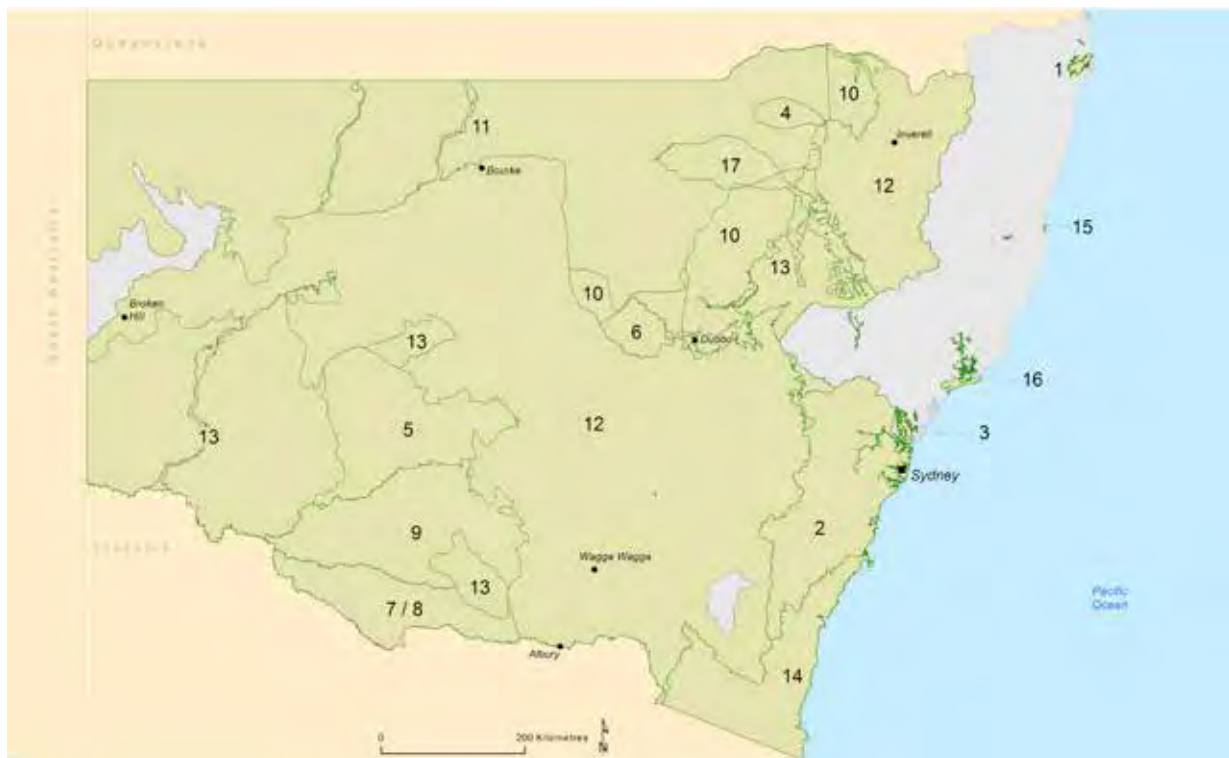 Queensland
1
10
4
11
Inverell
Bourke
17
12
South Australia
15
10
13
10
Broken
Hill
6
Dubbo
13
16
12
3
5
13
Sydney
2
9
Wagga Wagga
Victoria
13
Pacific
Ocean
7 / 8
Albury
14
0
200 Kilometres
N